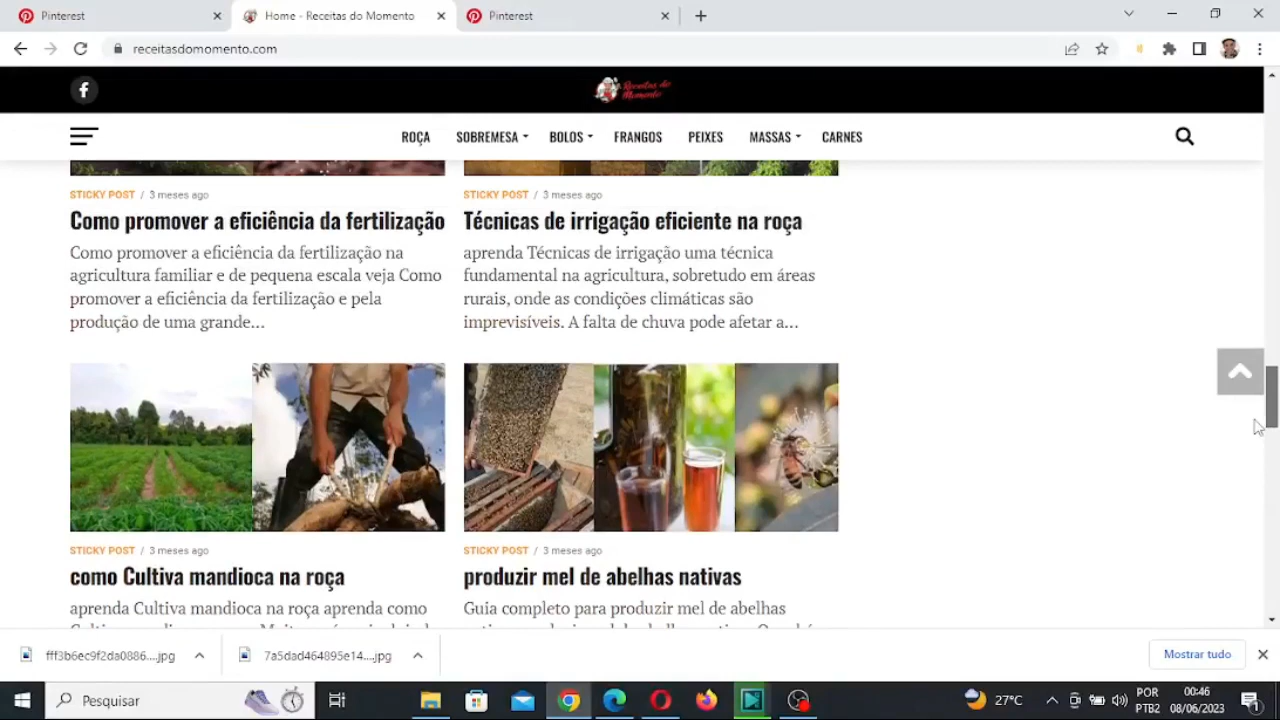 Pinterest
Home - Receitas do Momento
Pinterest
receitasdomomento.com
Receitas do
Momento
ROÇA
SOBREMESA
BOLOS
FRANGOS
PEIXES
MASSAS
CARNES
STICKY POST / 3 meses ago
Como promover a eficiência da fertilização
Como promover a eficiência da fertilização na
agricultura familiar e de pequena escala veja Como
promover a eficiência da fertilização e pela
produção de uma grande...
STICKY POST / 3 meses ago
Técnicas de irrigação eficiente na roça
aprenda Técnicas de irrigação uma técnica
fundamental na agricultura, sobretudo em áreas
rurais, onde as condições climáticas são
imprevisíveis. A falta de chuva pode afetar a...
STICKY POST / 3 meses ago
como Cultiva mandioca na roça
aprenda Cultiva mandioca na roça aprenda como
STICKY POST / 3 meses ago
produzir mel de abelhas nativas
Guia completo para produzir mel de abelhas
fff3b6ec9f2da0886....jpg
7a5dad464895e14....jpg
Mostrar tudo
Pesquisar
27°C
POR
PTB2
00:46
08/06/2023
1